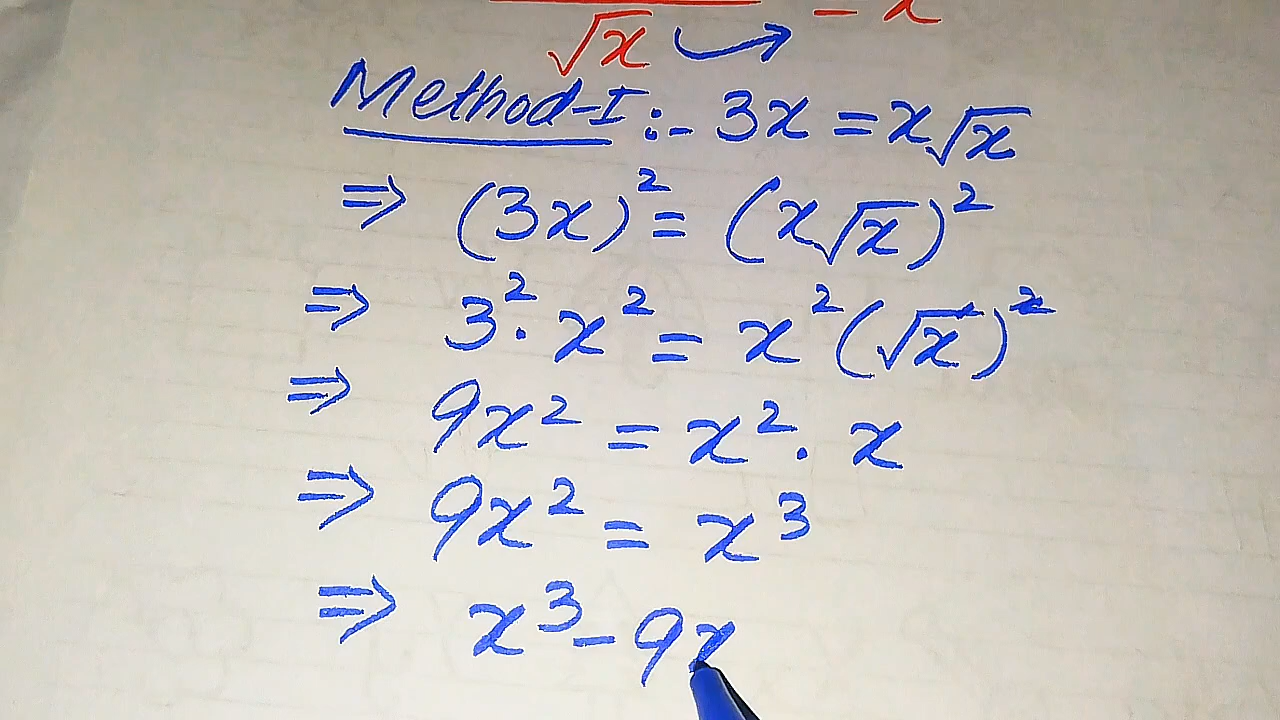 √x = x
Method-I :- 3x = x√x
⇒ (3x)² = (x√x)²
⇒ 3² · x² = x² (√x)²
⇒ 9x² = x² · x
⇒ 9x² = x³
⇒ x³ - 9x